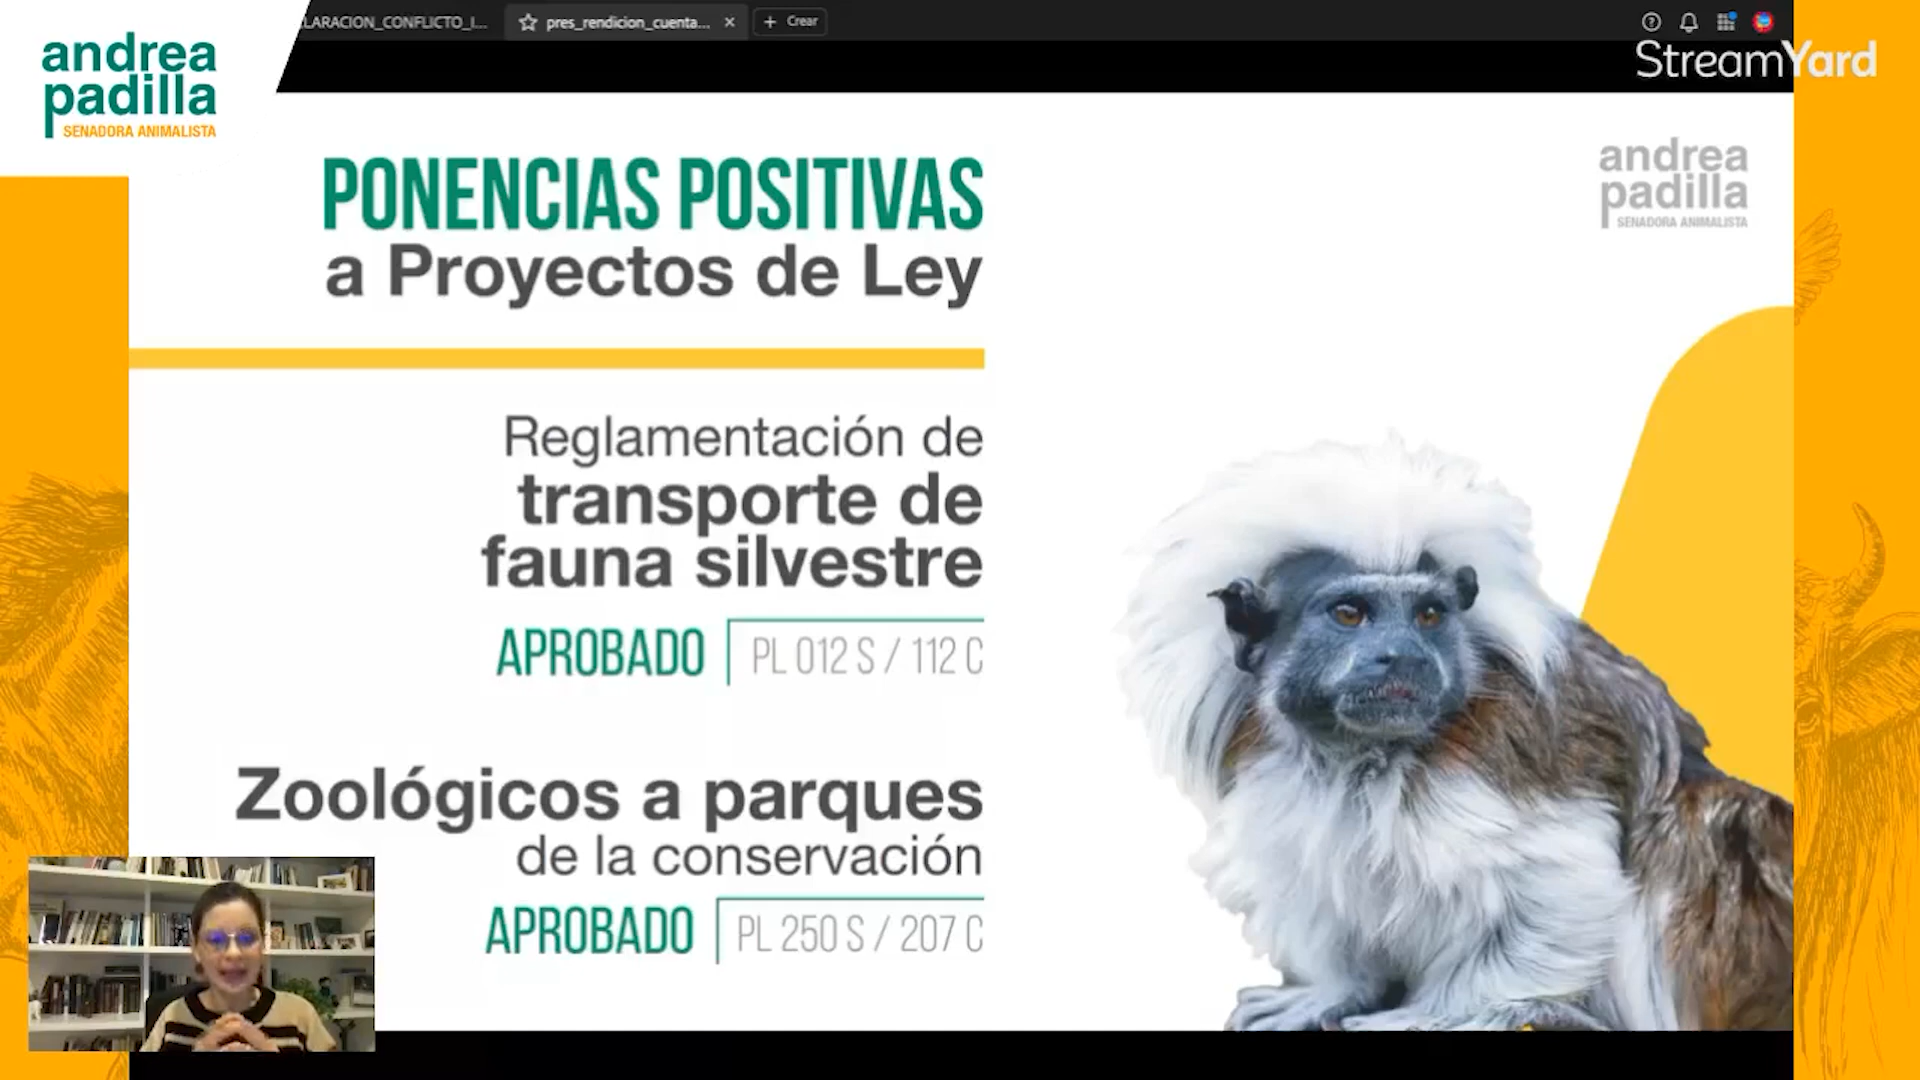 LARACION_CONFLICTO_I...
pres_rendicion_cuenta...
Crear
StreamYard
andrea
padilla
SENADORA ANIMALISTA
PONENCIAS POSITIVAS
a Proyectos de Ley
andrea
padilla
SENADORA ANIMALISTA
Reglamentación de
transporte de
fauna silvestre
APROBADO PL 012 S / 112 C
Zoológicos a parques
de la conservación
APROBADO PL 250 S / 207 C